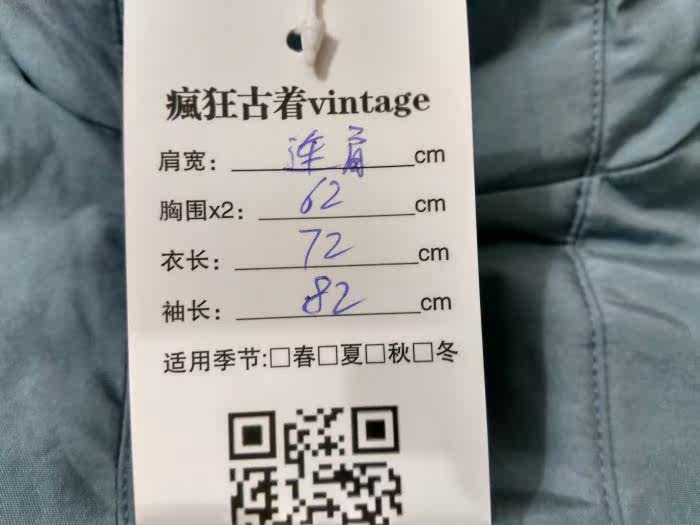 瘋狂古着vintage
肩宽：连肩cm
胸围x2：62cm
衣长：72cm
袖长：82cm
适用季节:□春□夏□秋□冬